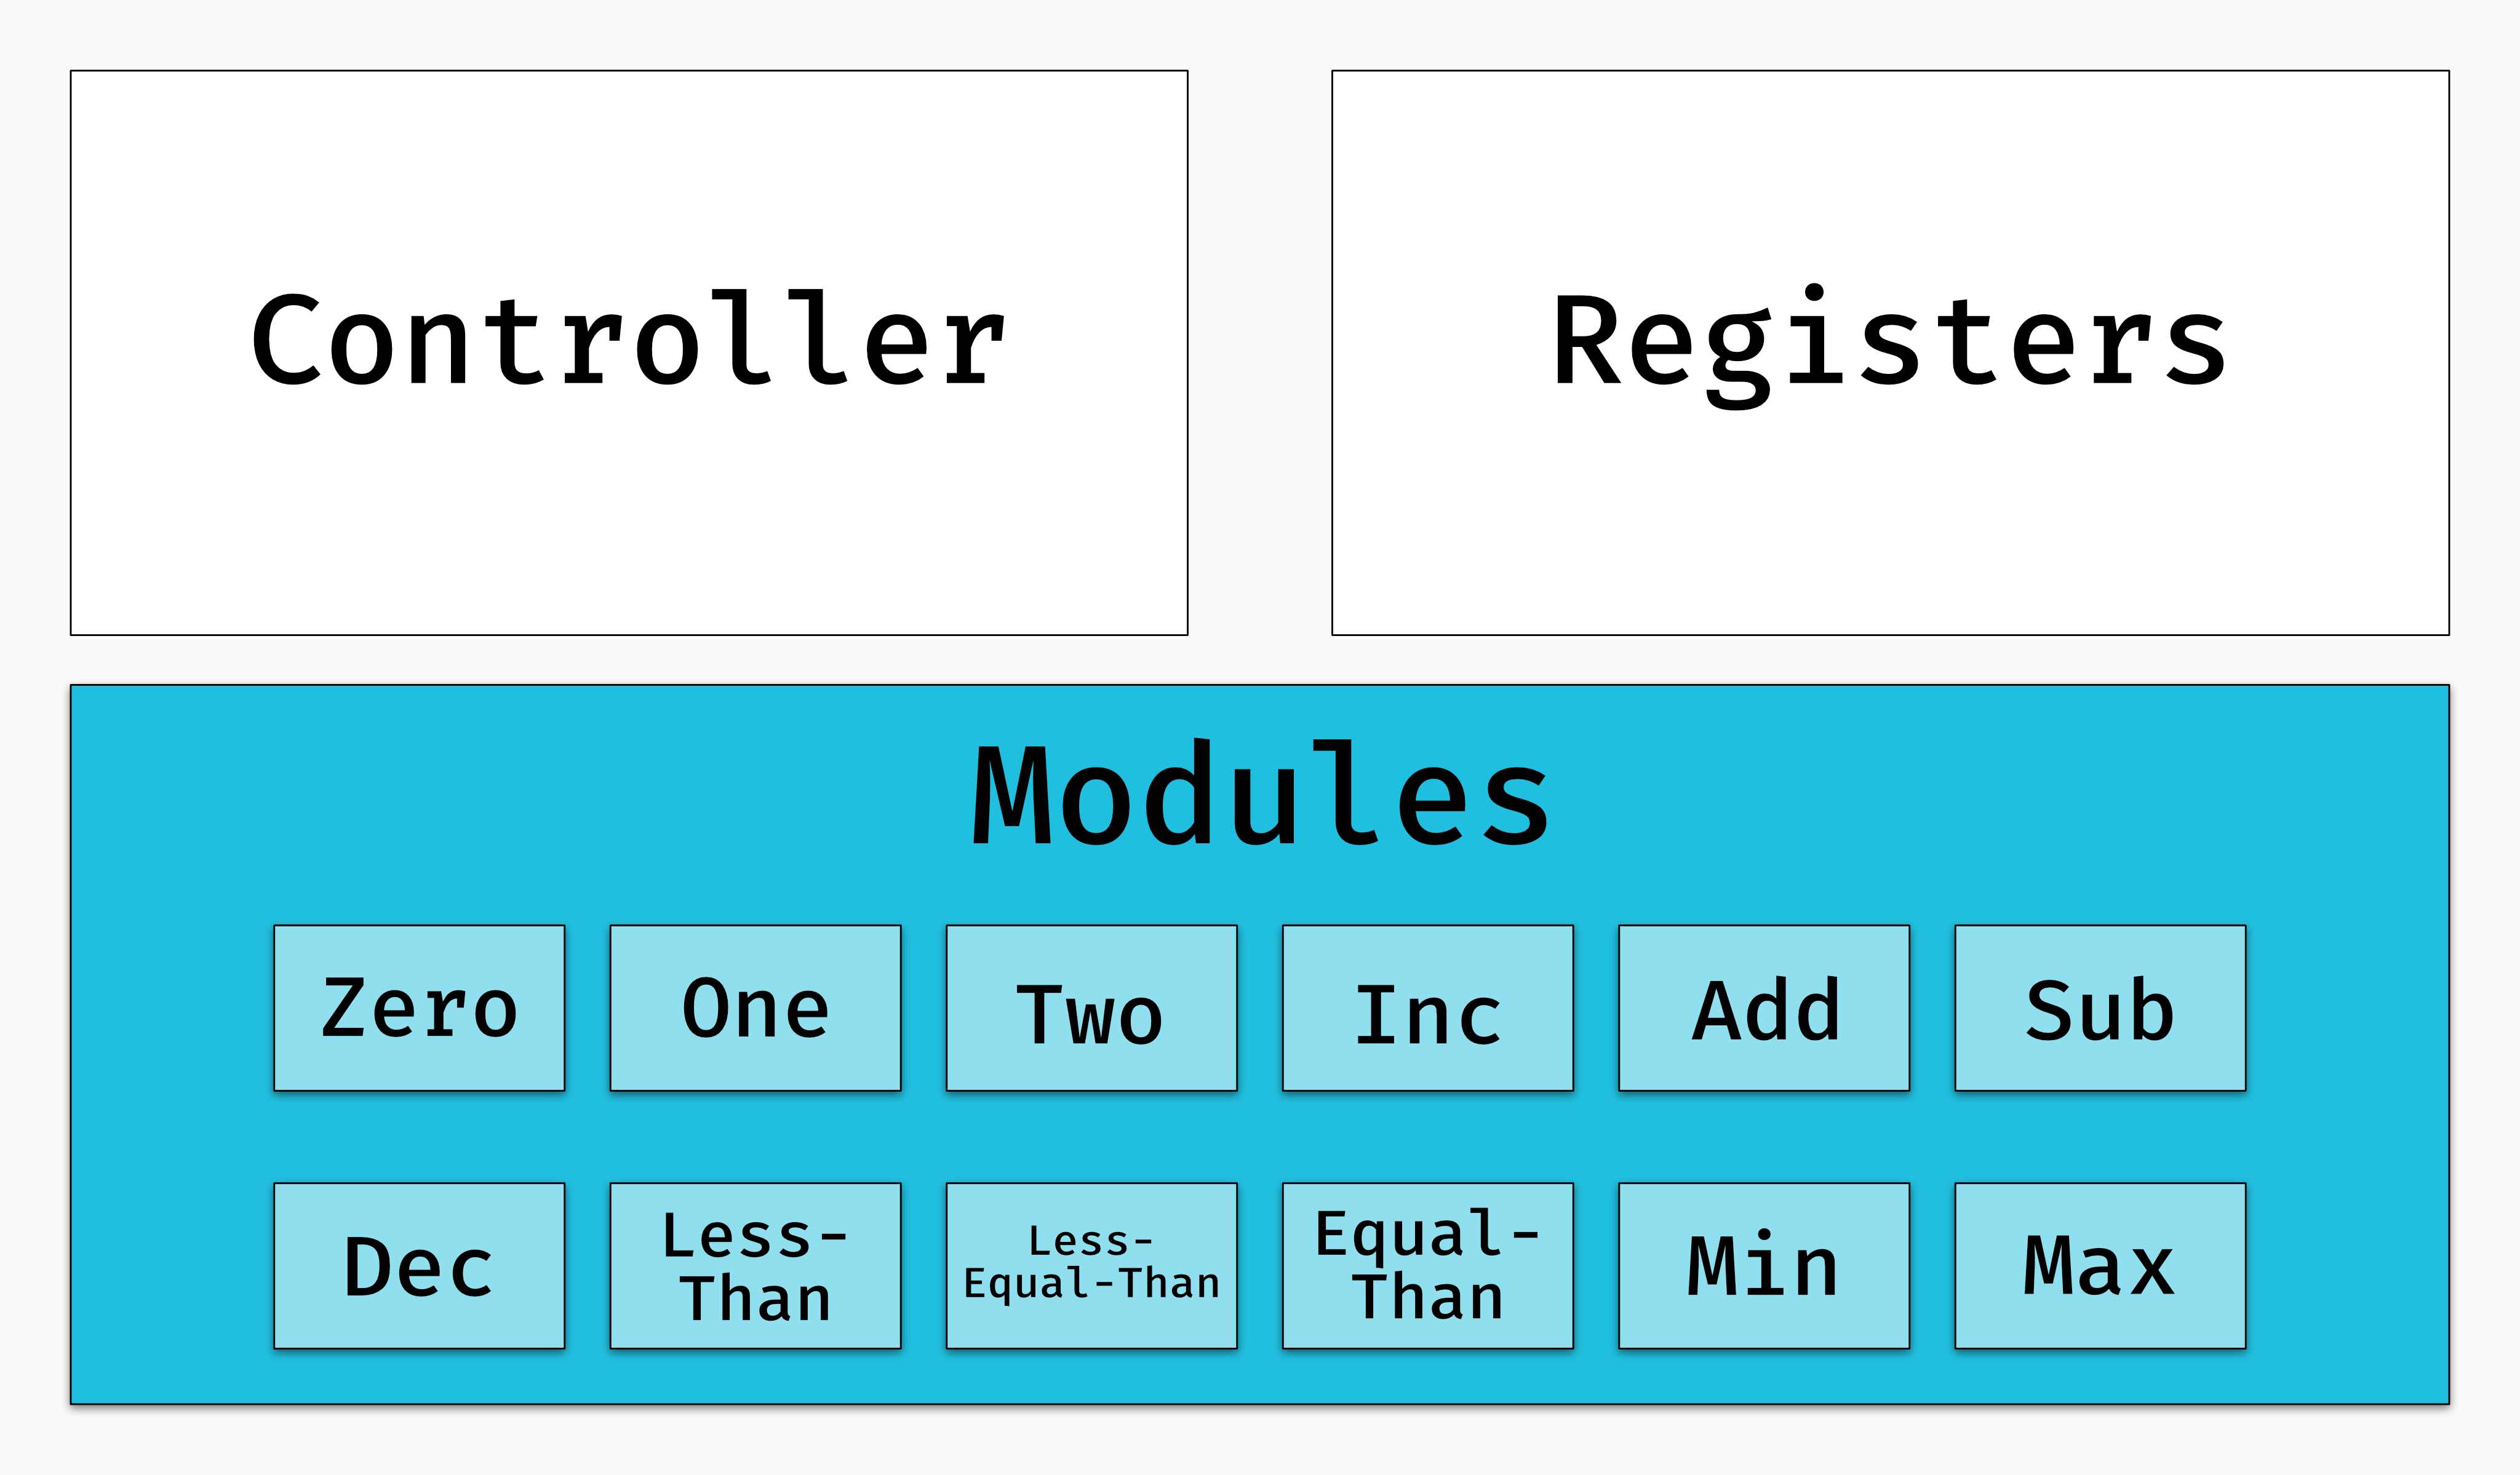 Controller
Registers
Modules
Zero
One
Two
Inc
Add
Sub
Dec
Less-
Than
Less-
Equal-Than
Equal-
Than
Min
Max